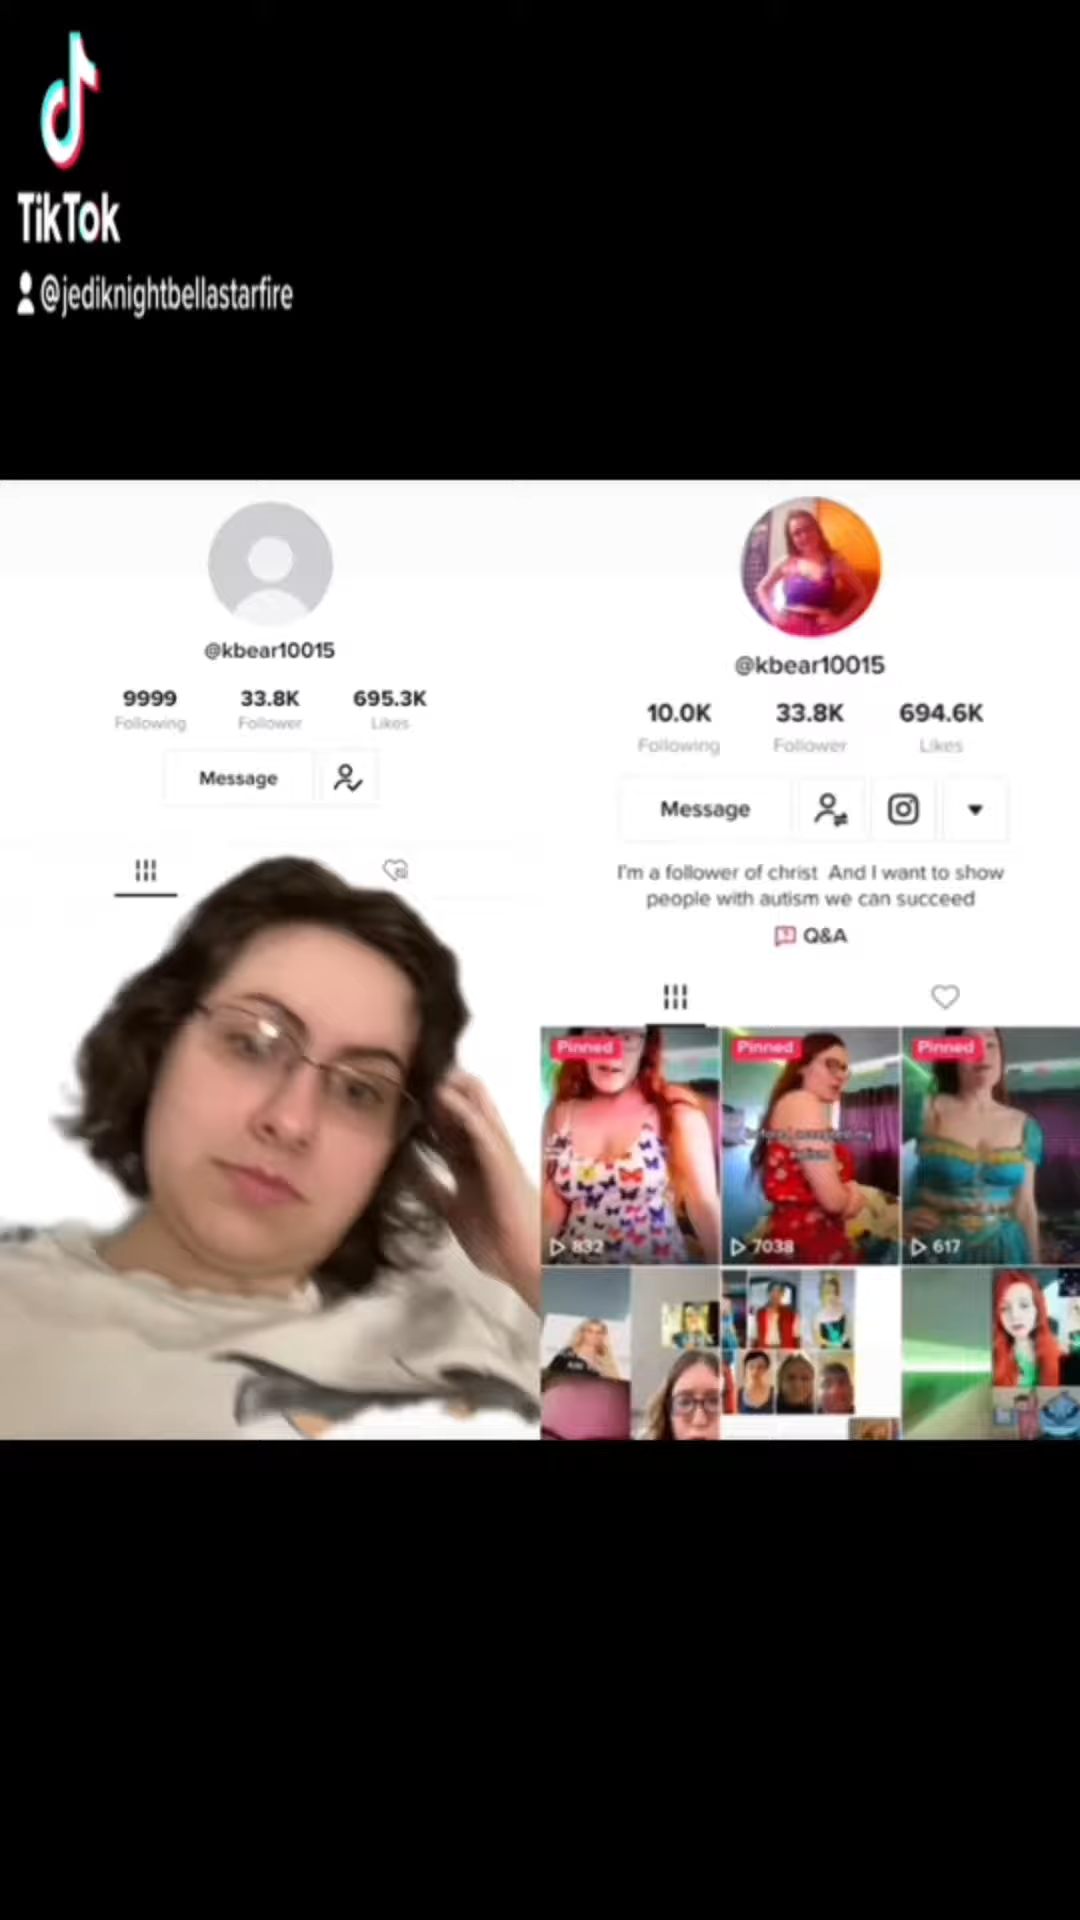 TikTok
@jediknightbellastarfire
@kbear10015
9999 33.8K 695.3K
Following Follower Likes
Message
@kbear10015
10.0K 33.8K 694.6K
Following Follower Likes
Message
I'm a follower of christ And I want to show
people with autism we can succeed
Q&A
Pinned
Pinned
Pinned
832
7038
617